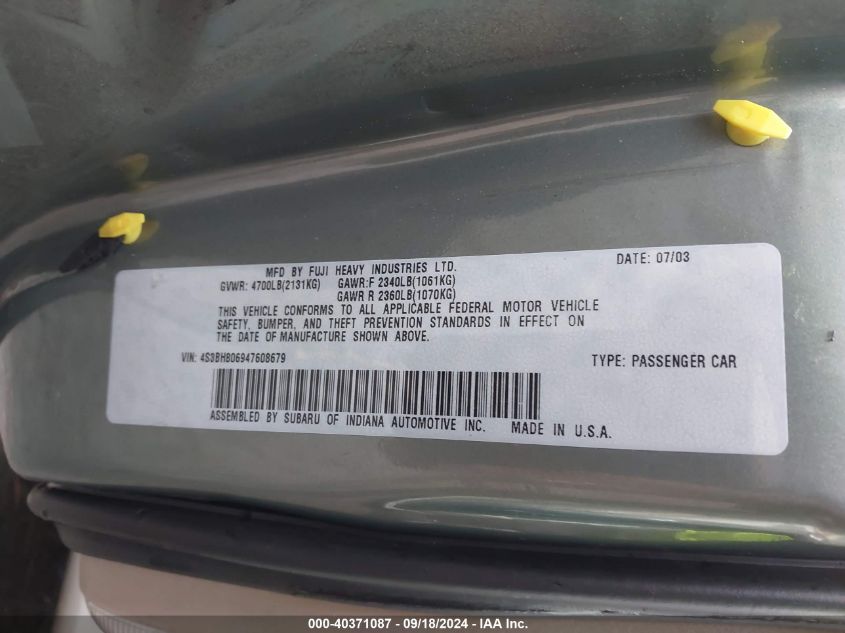 MFD BY FUJI HEAVY INDUSTRIES LTD. DATE: 07/03
GVWR: 4700LB(2131KG) GAWR:F 2340LB(1061KG)
GAWR R 2360LB(1070KG)
THIS VEHICLE CONFORMS TO ALL APPLICABLE FEDERAL MOTOR VEHICLE
SAFETY, BUMPER, AND THEFT PREVENTION STANDARDS IN EFFECT ON
THE DATE OF MANUFACTURE SHOWN ABOVE.
VIN: 4S3BH806947608679 TYPE: PASSENGER CAR
ASSEMBLED BY SUBARU OF INDIANA AUTOMOTIVE INC. MADE IN U.S.A.
000-40371087 - 09/18/2024 - IAA Inc.